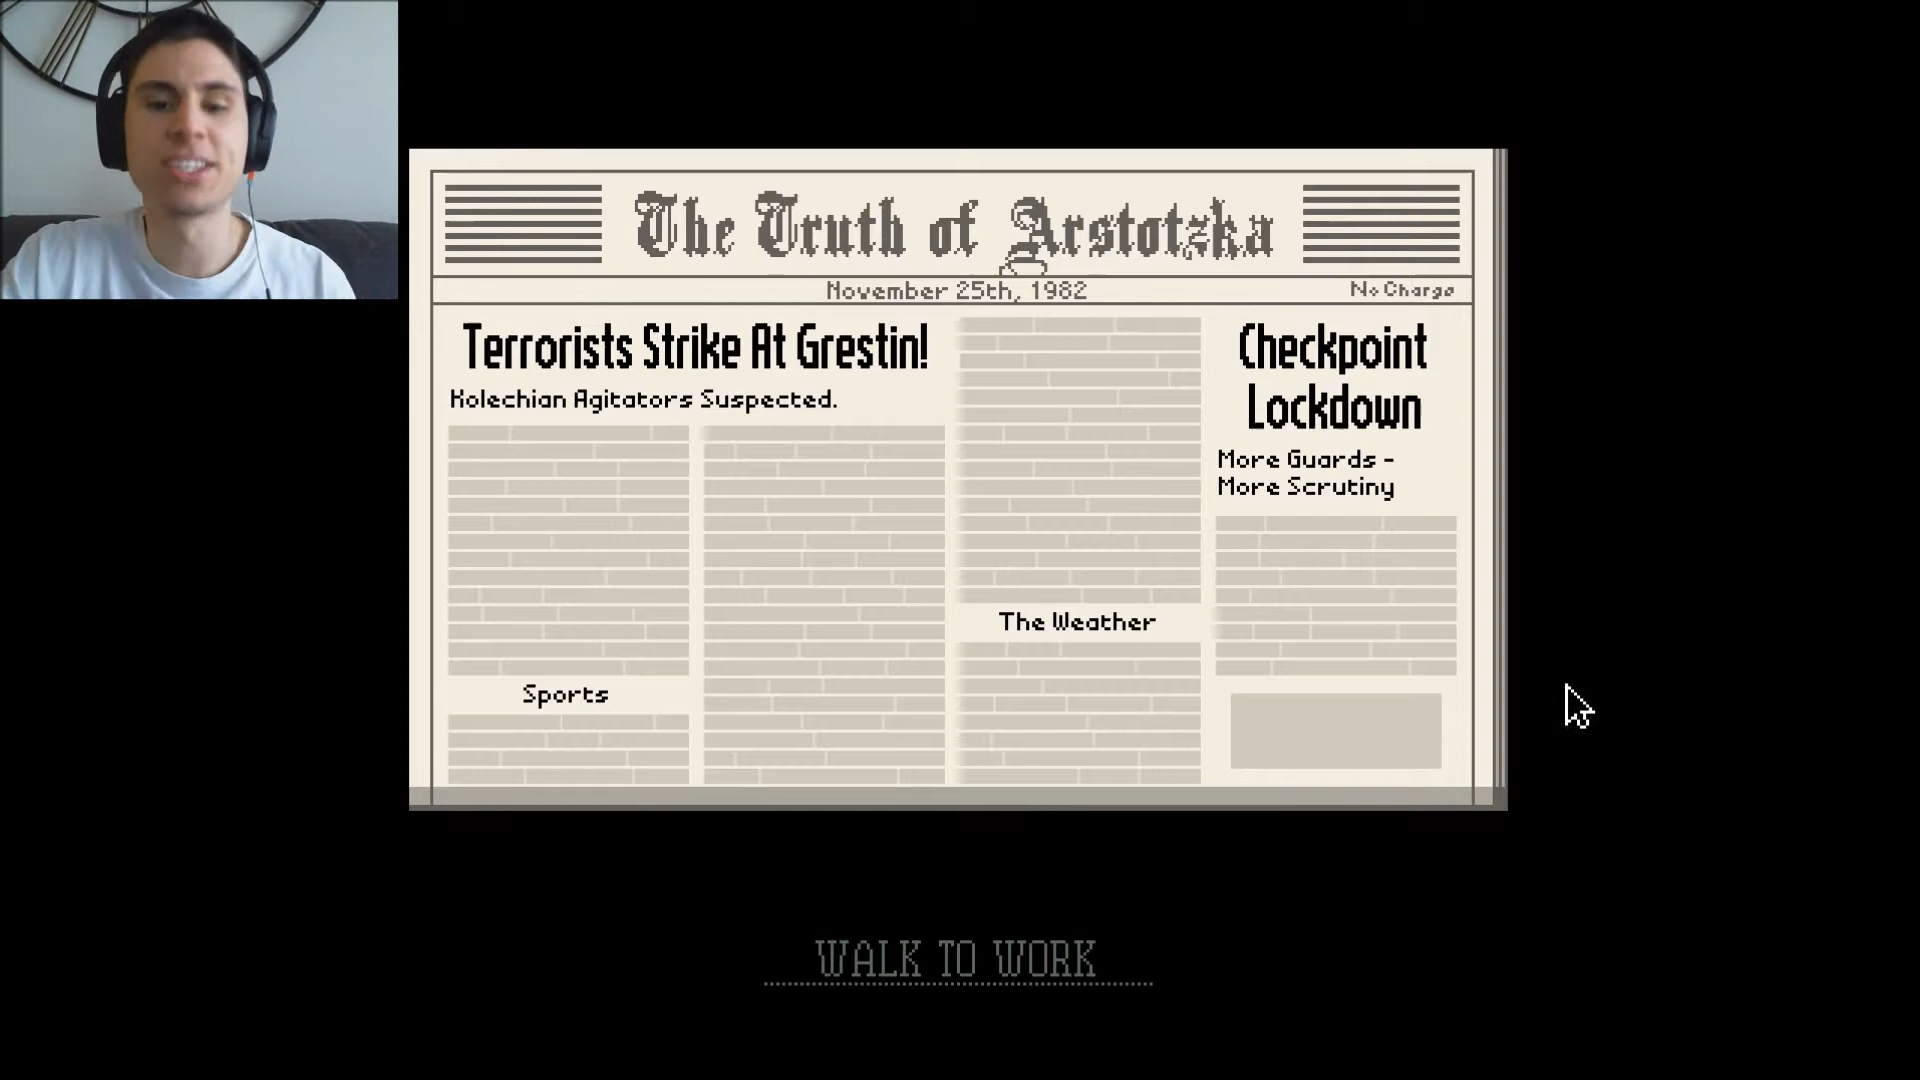 The Truth of Arstotzka
November 25th, 1982
No Charge
Terrorists Strike At Grestin!
Kolechian Agitators Suspected.
Sports
The Weather
Checkpoint
Lockdown
More Guards -
More Scrutiny
WALK TO WORK